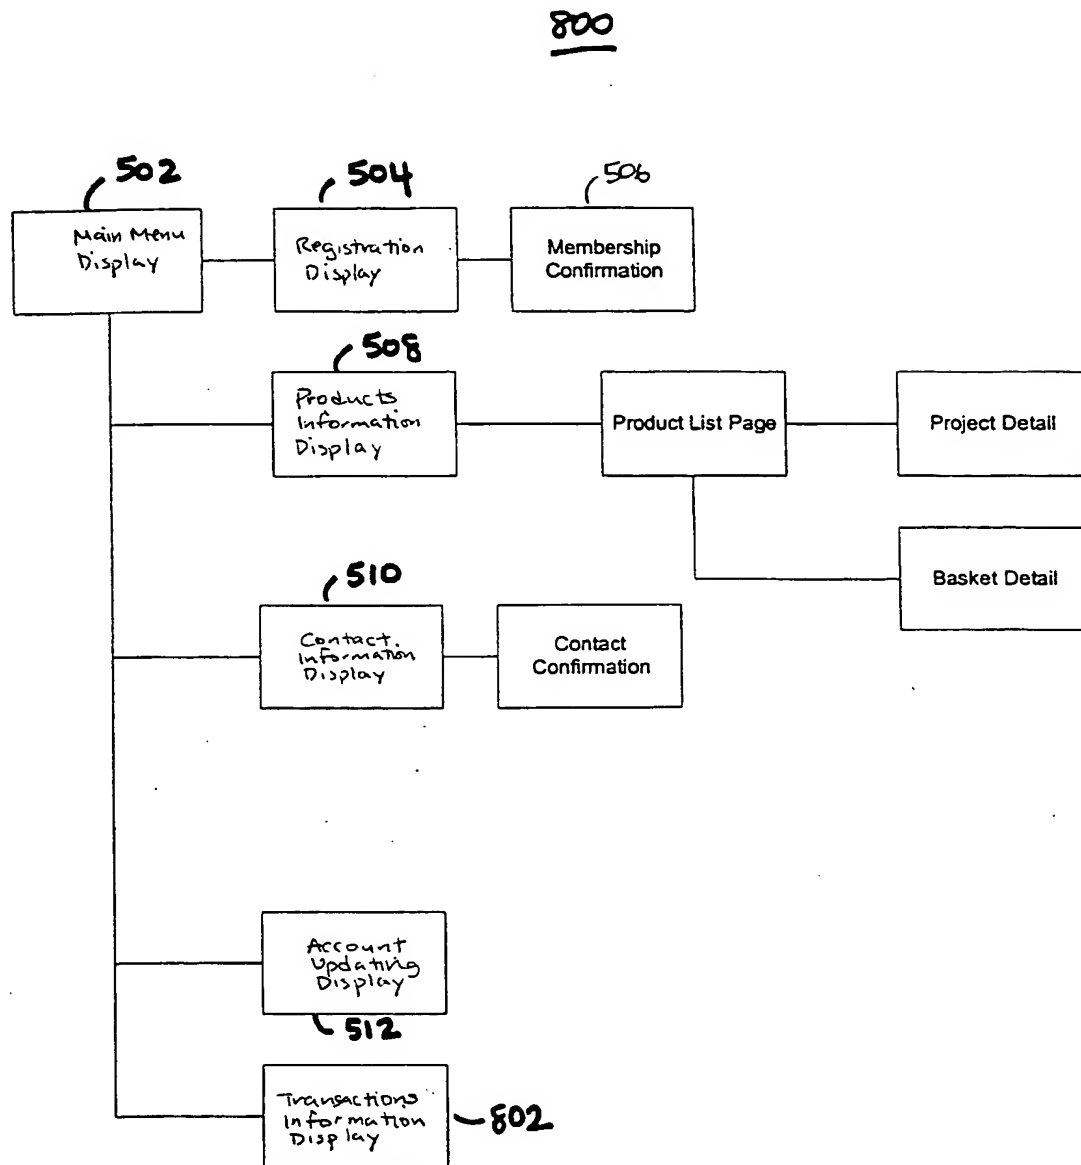 800
502
504
506
Main Menu
Display
Registration
Display
Membership
Confirmation
508
Products
Information
Display
Product List Page
Project Detail
Basket Detail
510
Contact
Information
Display
Contact
Confirmation
Account
Updating
Display
512
Transactions
Information
Display
802